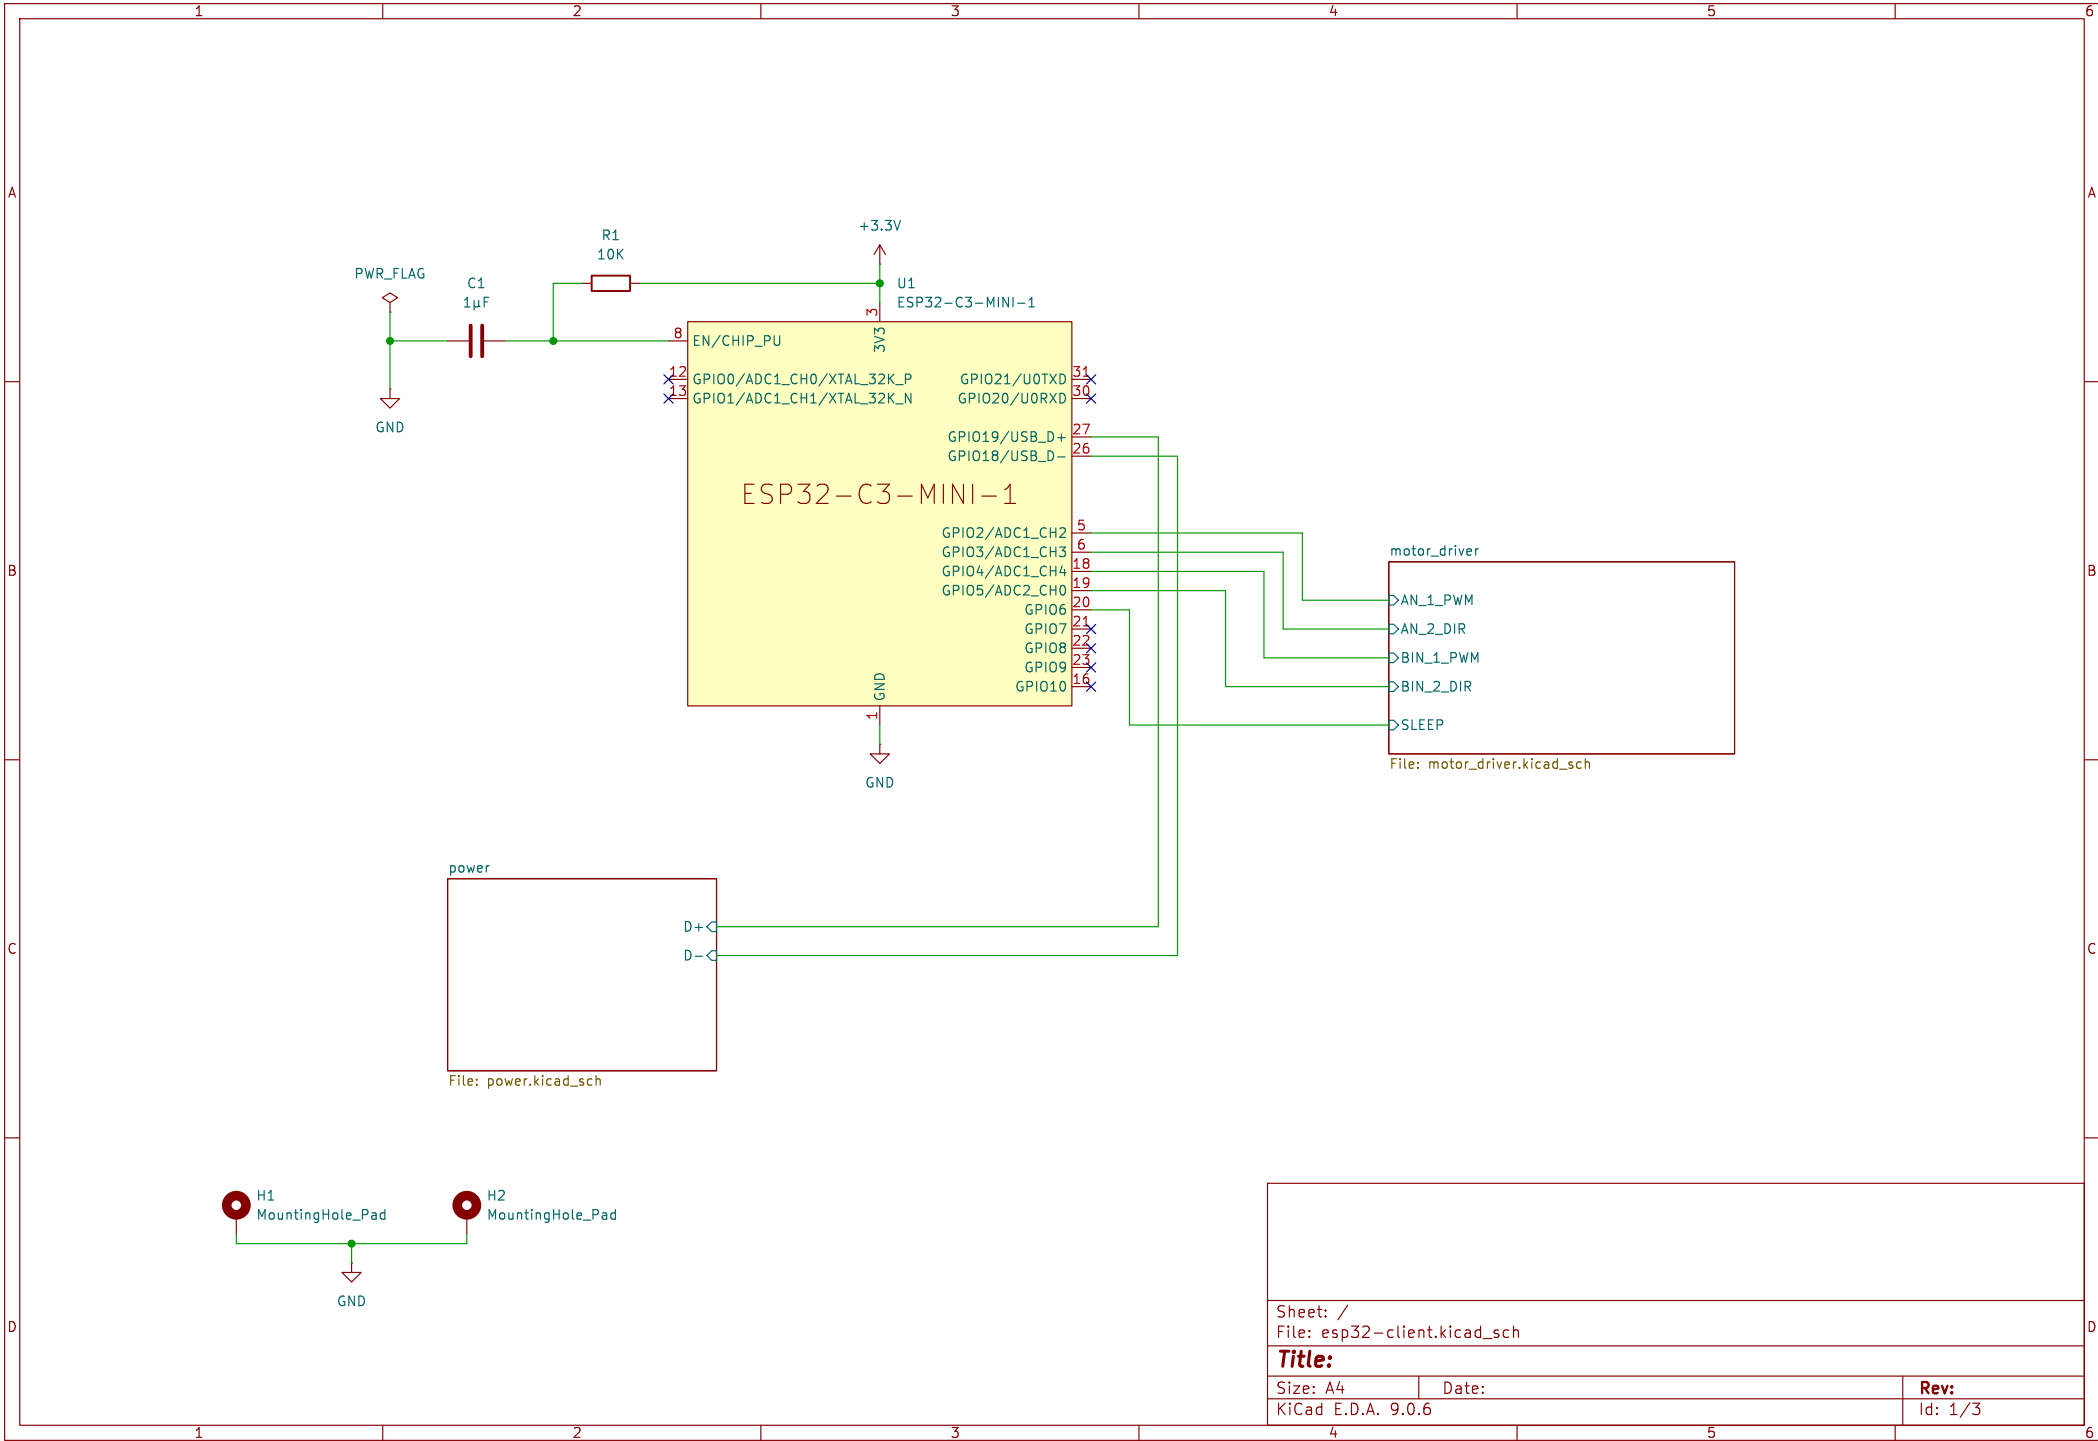 1 2 3 4 5 6
A A
+3.3V
R1
10K
PWR_FLAG
C1
1µF
U1
ESP32-C3-MINI-1
3
8
EN/CHIP_PU
3V3
12
GPIO0/ADC1_CH0/XTAL_32K_P
13
GPIO1/ADC1_CH1/XTAL_32K_N
GPIO21/U0TXD
31
GPIO20/U0RXD
30
GND
GPIO19/USB_D+
27
GPIO18/USB_D-
26
ESP32-C3-MINI-1
GPIO2/ADC1_CH2
5
GPIO3/ADC1_CH3
6
GPIO4/ADC1_CH4
18
GPIO5/ADC2_CH0
19
GPIO6
20
GPIO7
21
GPIO8
22
GPIO9
23
GPIO10
16
GND
1
GND
B B
motor_driver
AN_1_PWM
AN_2_DIR
BIN_1_PWM
BIN_2_DIR
SLEEP
File: motor_driver.kicad_sch
power
D+
D-
File: power.kicad_sch
C C
H1
MountingHole_Pad
H2
MountingHole_Pad
GND
D D
Sheet: /
File: esp32-client.kicad_sch
Title:
Size: A4
Date:
Rev:
KiCad E.D.A. 9.0.6
Id: 1/3
1 2 3 4 5 6